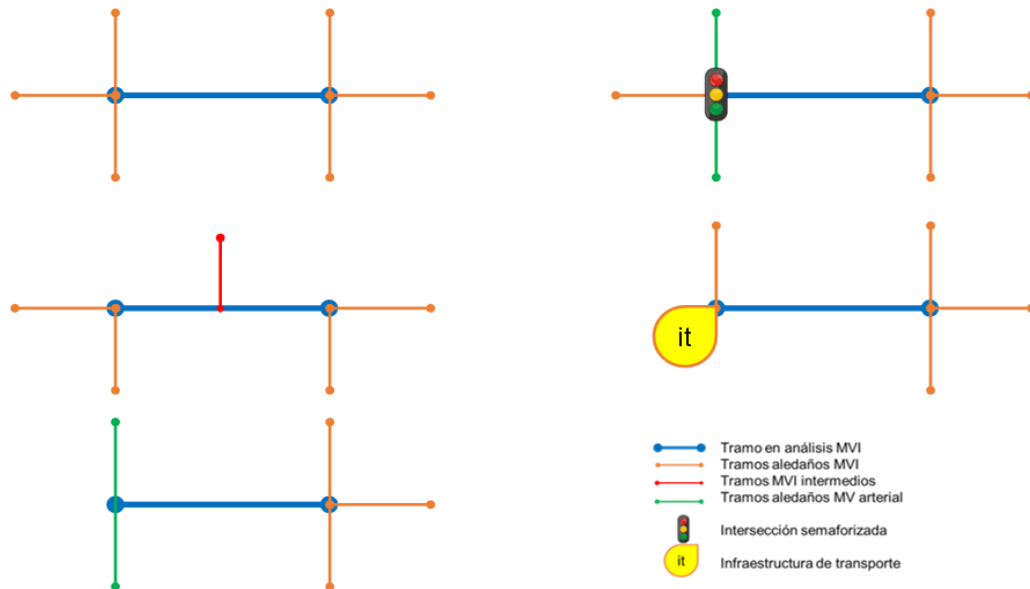 it
Tramo en análisis MVI
Tramos aledaños MVI
Tramos MVI intermedios
Tramos aledaños MV arterial
Intersección semaforizada
it
Infraestructura de transporte